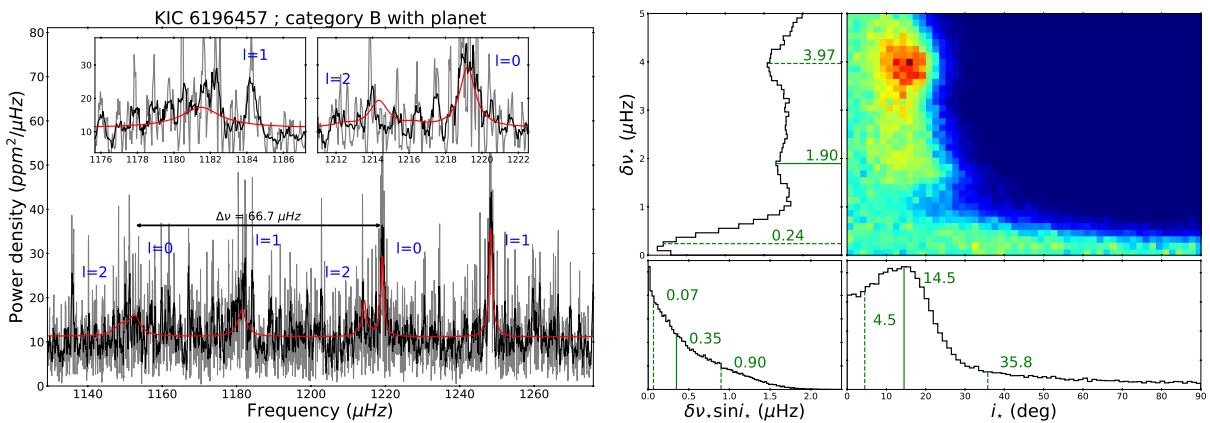 KIC 6196457 ; category B with planet
Power density (ppm²/μHz)
80
70
60
50
40
30
20
10
0
30
20
10
l=1
1176 1178 1180 1182 1184 1186
l=2
l=0
1212 1214 1216 1218 1220 1222
Δν = 66.7 μHz
l=2
l=0
l=1
l=2
l=0
l=1
1140 1160 1180 1200 1220 1240 1260
Frequency (μHz)
δν⋆ (μHz)
5
4
3
2
1
0
3.97
1.90
0.24
0.07
0.35
0.90
0.0 0.5 1.0 1.5 2.0
δν⋆sini⋆ (μHz)
14.5
4.5
35.8
0 10 20 30 40 50 60 70 80 90
i⋆ (deg)